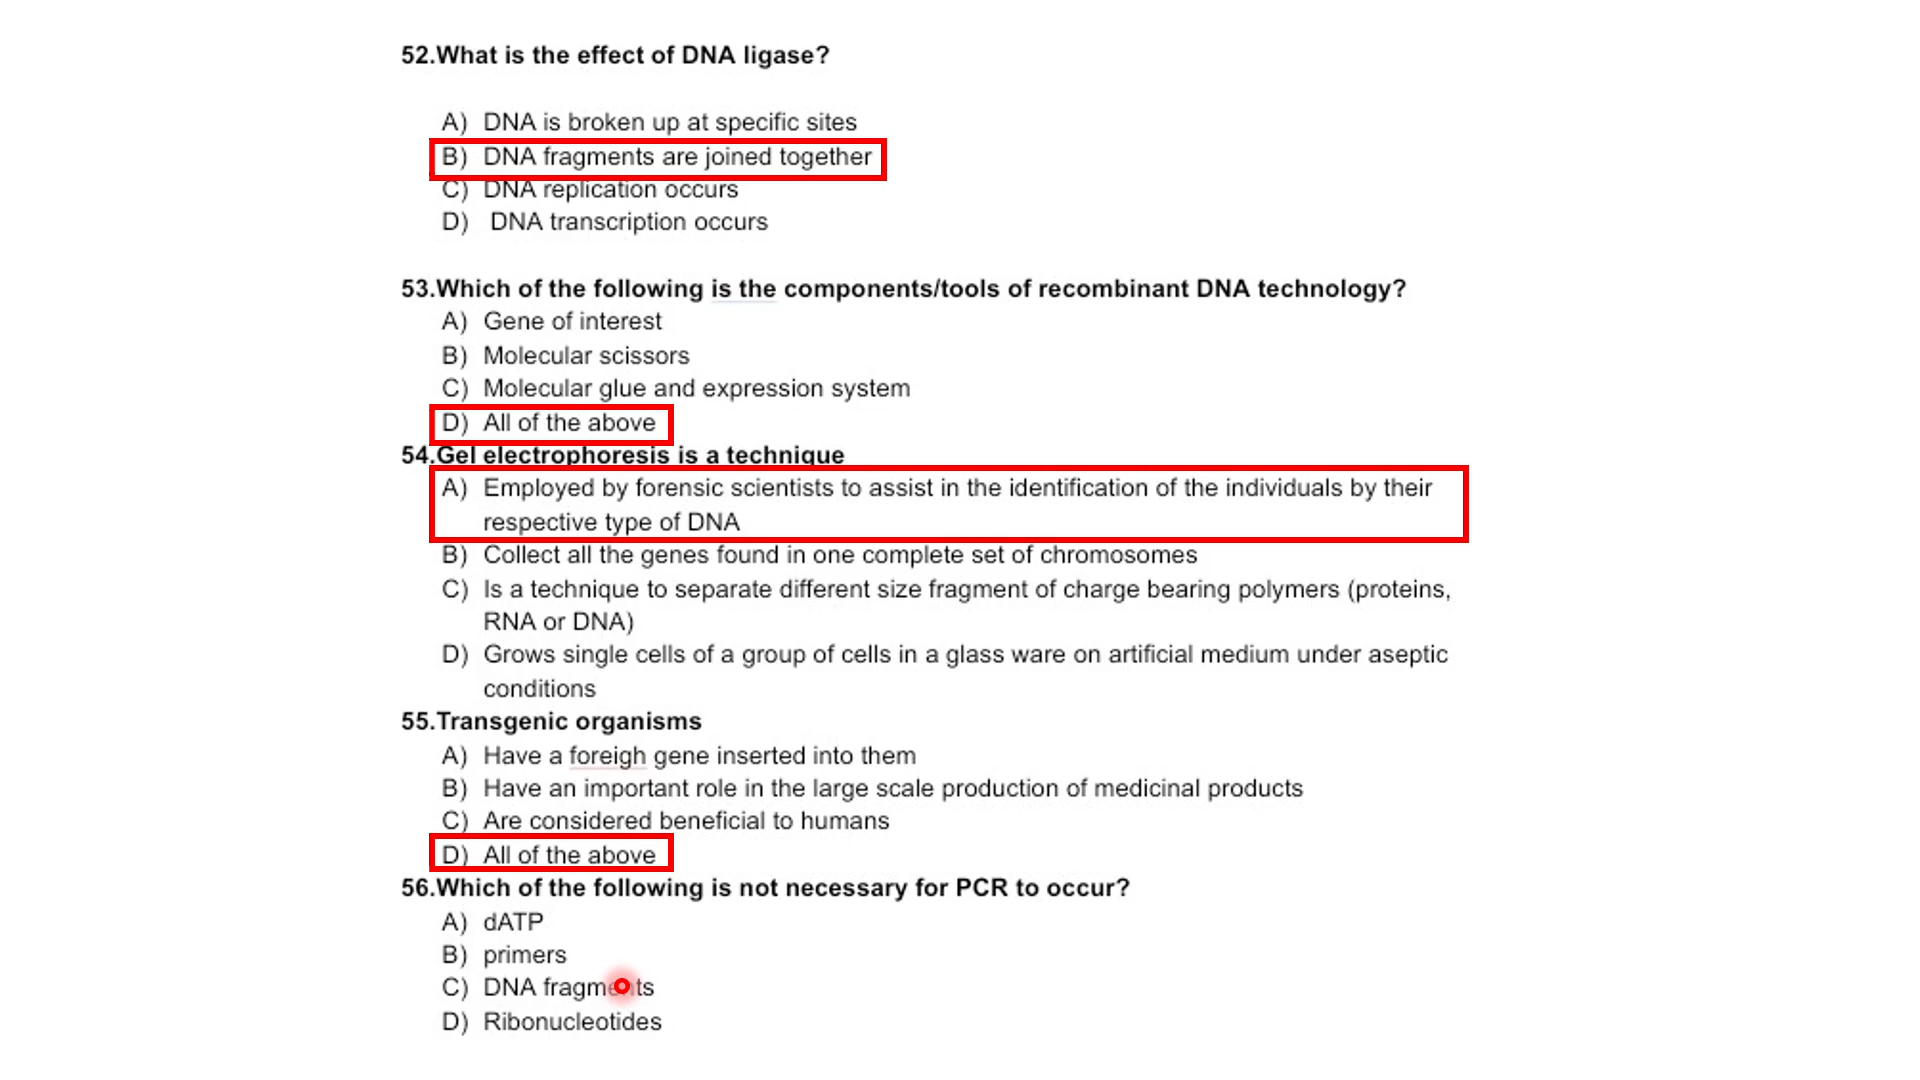 52.What is the effect of DNA ligase?
A) DNA is broken up at specific sites
B) DNA fragments are joined together
C) DNA replication occurs
D) DNA transcription occurs
53.Which of the following is the components/tools of recombinant DNA technology?
A) Gene of interest
B) Molecular scissors
C) Molecular glue and expression system
D) All of the above
54.Gel electrophoresis is a technique
A) Employed by forensic scientists to assist in the identification of the individuals by their
respective type of DNA
B) Collect all the genes found in one complete set of chromosomes
C) Is a technique to separate different size fragment of charge bearing polymers (proteins,
RNA or DNA)
D) Grows single cells of a group of cells in a glass ware on artificial medium under aseptic
conditions
55.Transgenic organisms
A) Have a foreigh gene inserted into them
B) Have an important role in the large scale production of medicinal products
C) Are considered beneficial to humans
D) All of the above
56.Which of the following is not necessary for PCR to occur?
A) dATP
B) primers
C) DNA fragments
D) Ribonucleotides